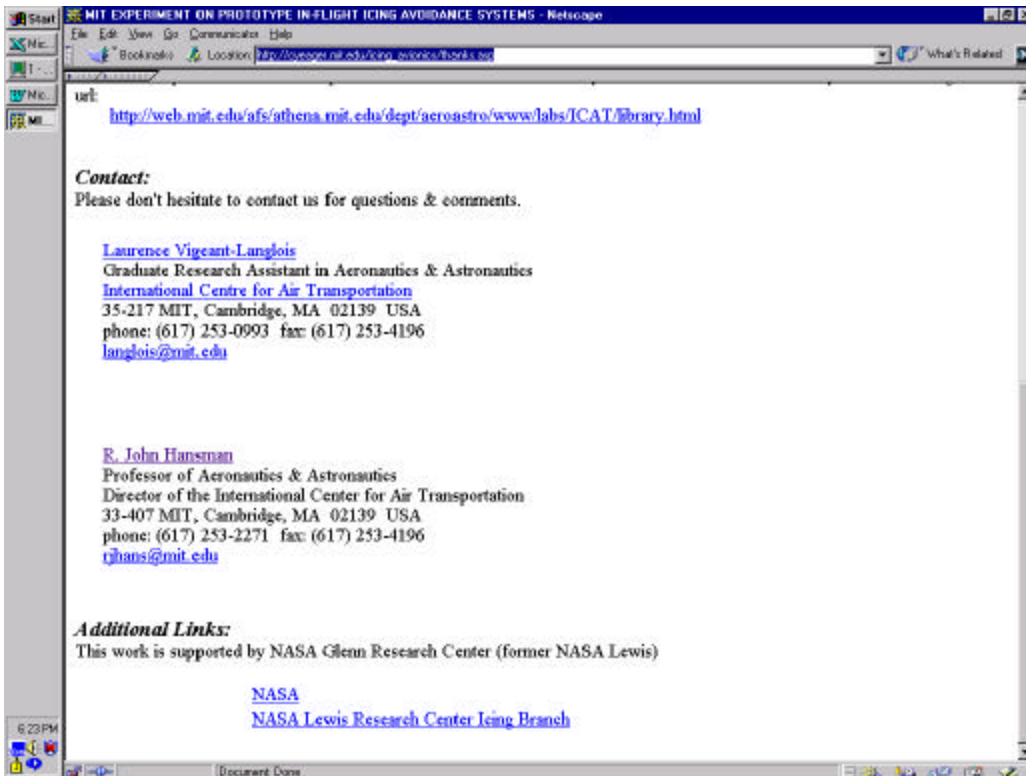 Start
MIT EXPERIMENT ON PROTOTYPE IN-FLIGHT ICING AVOIDANCE SYSTEMS - Netscape
File Edit View Go Communicator Help
Bookmarks Location: What's Related
Mic...
T - ...
Mic...
MI...
url:
http://web.mit.edu/afs/athena.mit.edu/dept/aeroastro/www/labs/ICAT/library.html
Contact:
Please don't hesitate to contact us for questions & comments.
Laurence Vigeant-Langlois
Graduate Research Assistant in Aeronautics & Astronautics
International Centre for Air Transportation
35-217 MIT, Cambridge, MA 02139 USA
phone: (617) 253-0993 fax: (617) 253-4196
langlois@mit.edu
R. John Hansman
Professor of Aeronautics & Astronautics
Director of the International Center for Air Transportation
33-407 MIT, Cambridge, MA 02139 USA
phone: (617) 253-2271 fax: (617) 253-4196
rjhans@mit.edu
Additional Links:
This work is supported by NASA Glenn Research Center (former NASA Lewis)
NASA
NASA Lewis Research Center Icing Branch
6:23 PM
Document: Done